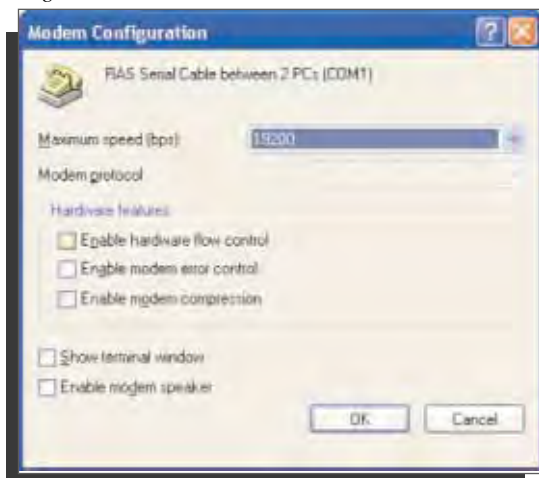 Modem Configuration
RAS Serial Cable between 2 PCs (COM1)
Maximum speed (bps):
19200
Modem protocol
Hardware features
Enable hardware flow control
Enable modem error control
Enable modem compression
Show terminal window
Enable modem speaker
OK
Cancel